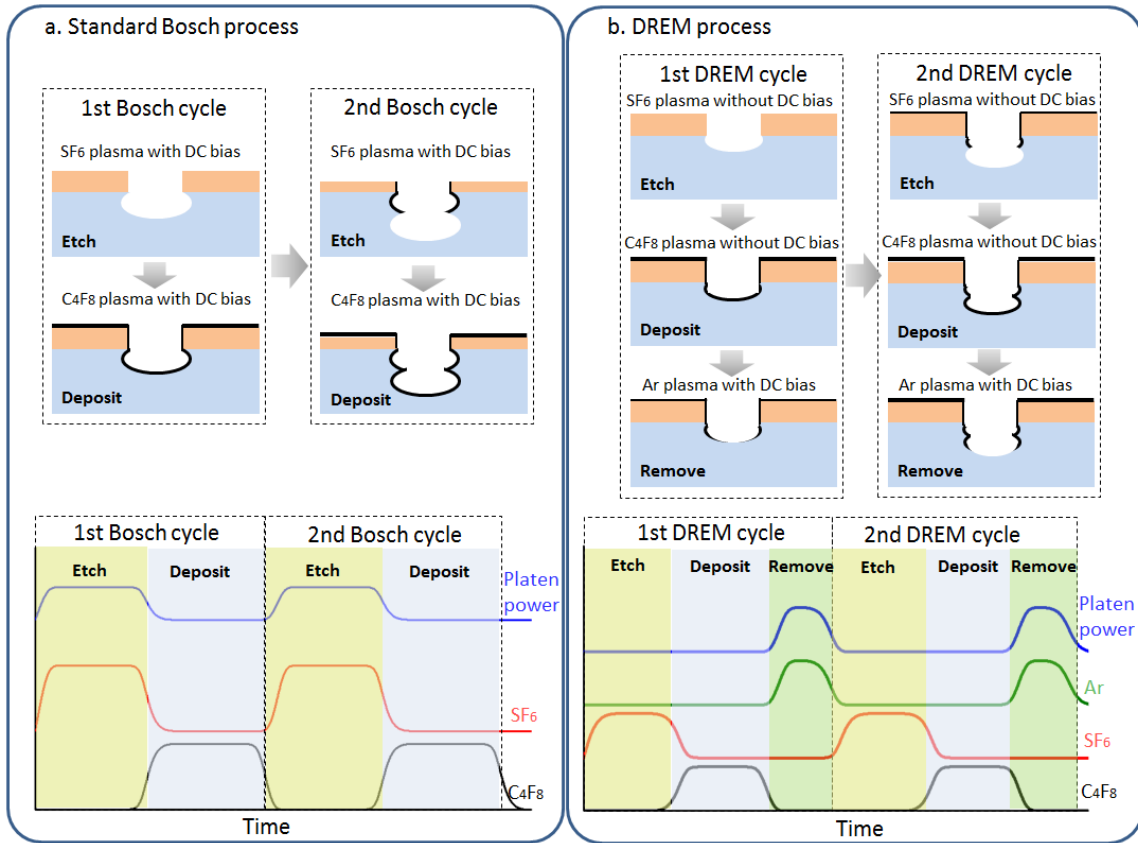 a. Standard Bosch process
1st Bosch cycle
SF6 plasma with DC bias
Etch
C4F8 plasma with DC bias
Deposit
2nd Bosch cycle
SF6 plasma with DC bias
Etch
C4F8 plasma with DC bias
Deposit
1st Bosch cycle
2nd Bosch cycle
Etch
Deposit
Etch
Deposit
Platen
power
SF6
C4F8
Time
b. DREM process
1st DREM cycle
SF6 plasma without DC bias
Etch
C4F8 plasma without DC bias
Deposit
Ar plasma with DC bias
Remove
2nd DREM cycle
SF6 plasma without DC bias
Etch
C4F8 plasma without DC bias
Deposit
Ar plasma with DC bias
Remove
1st DREM cycle
2nd DREM cycle
Etch
Deposit
Remove
Etch
Deposit
Remove
Platen
power
Ar
SF6
C4F8
Time